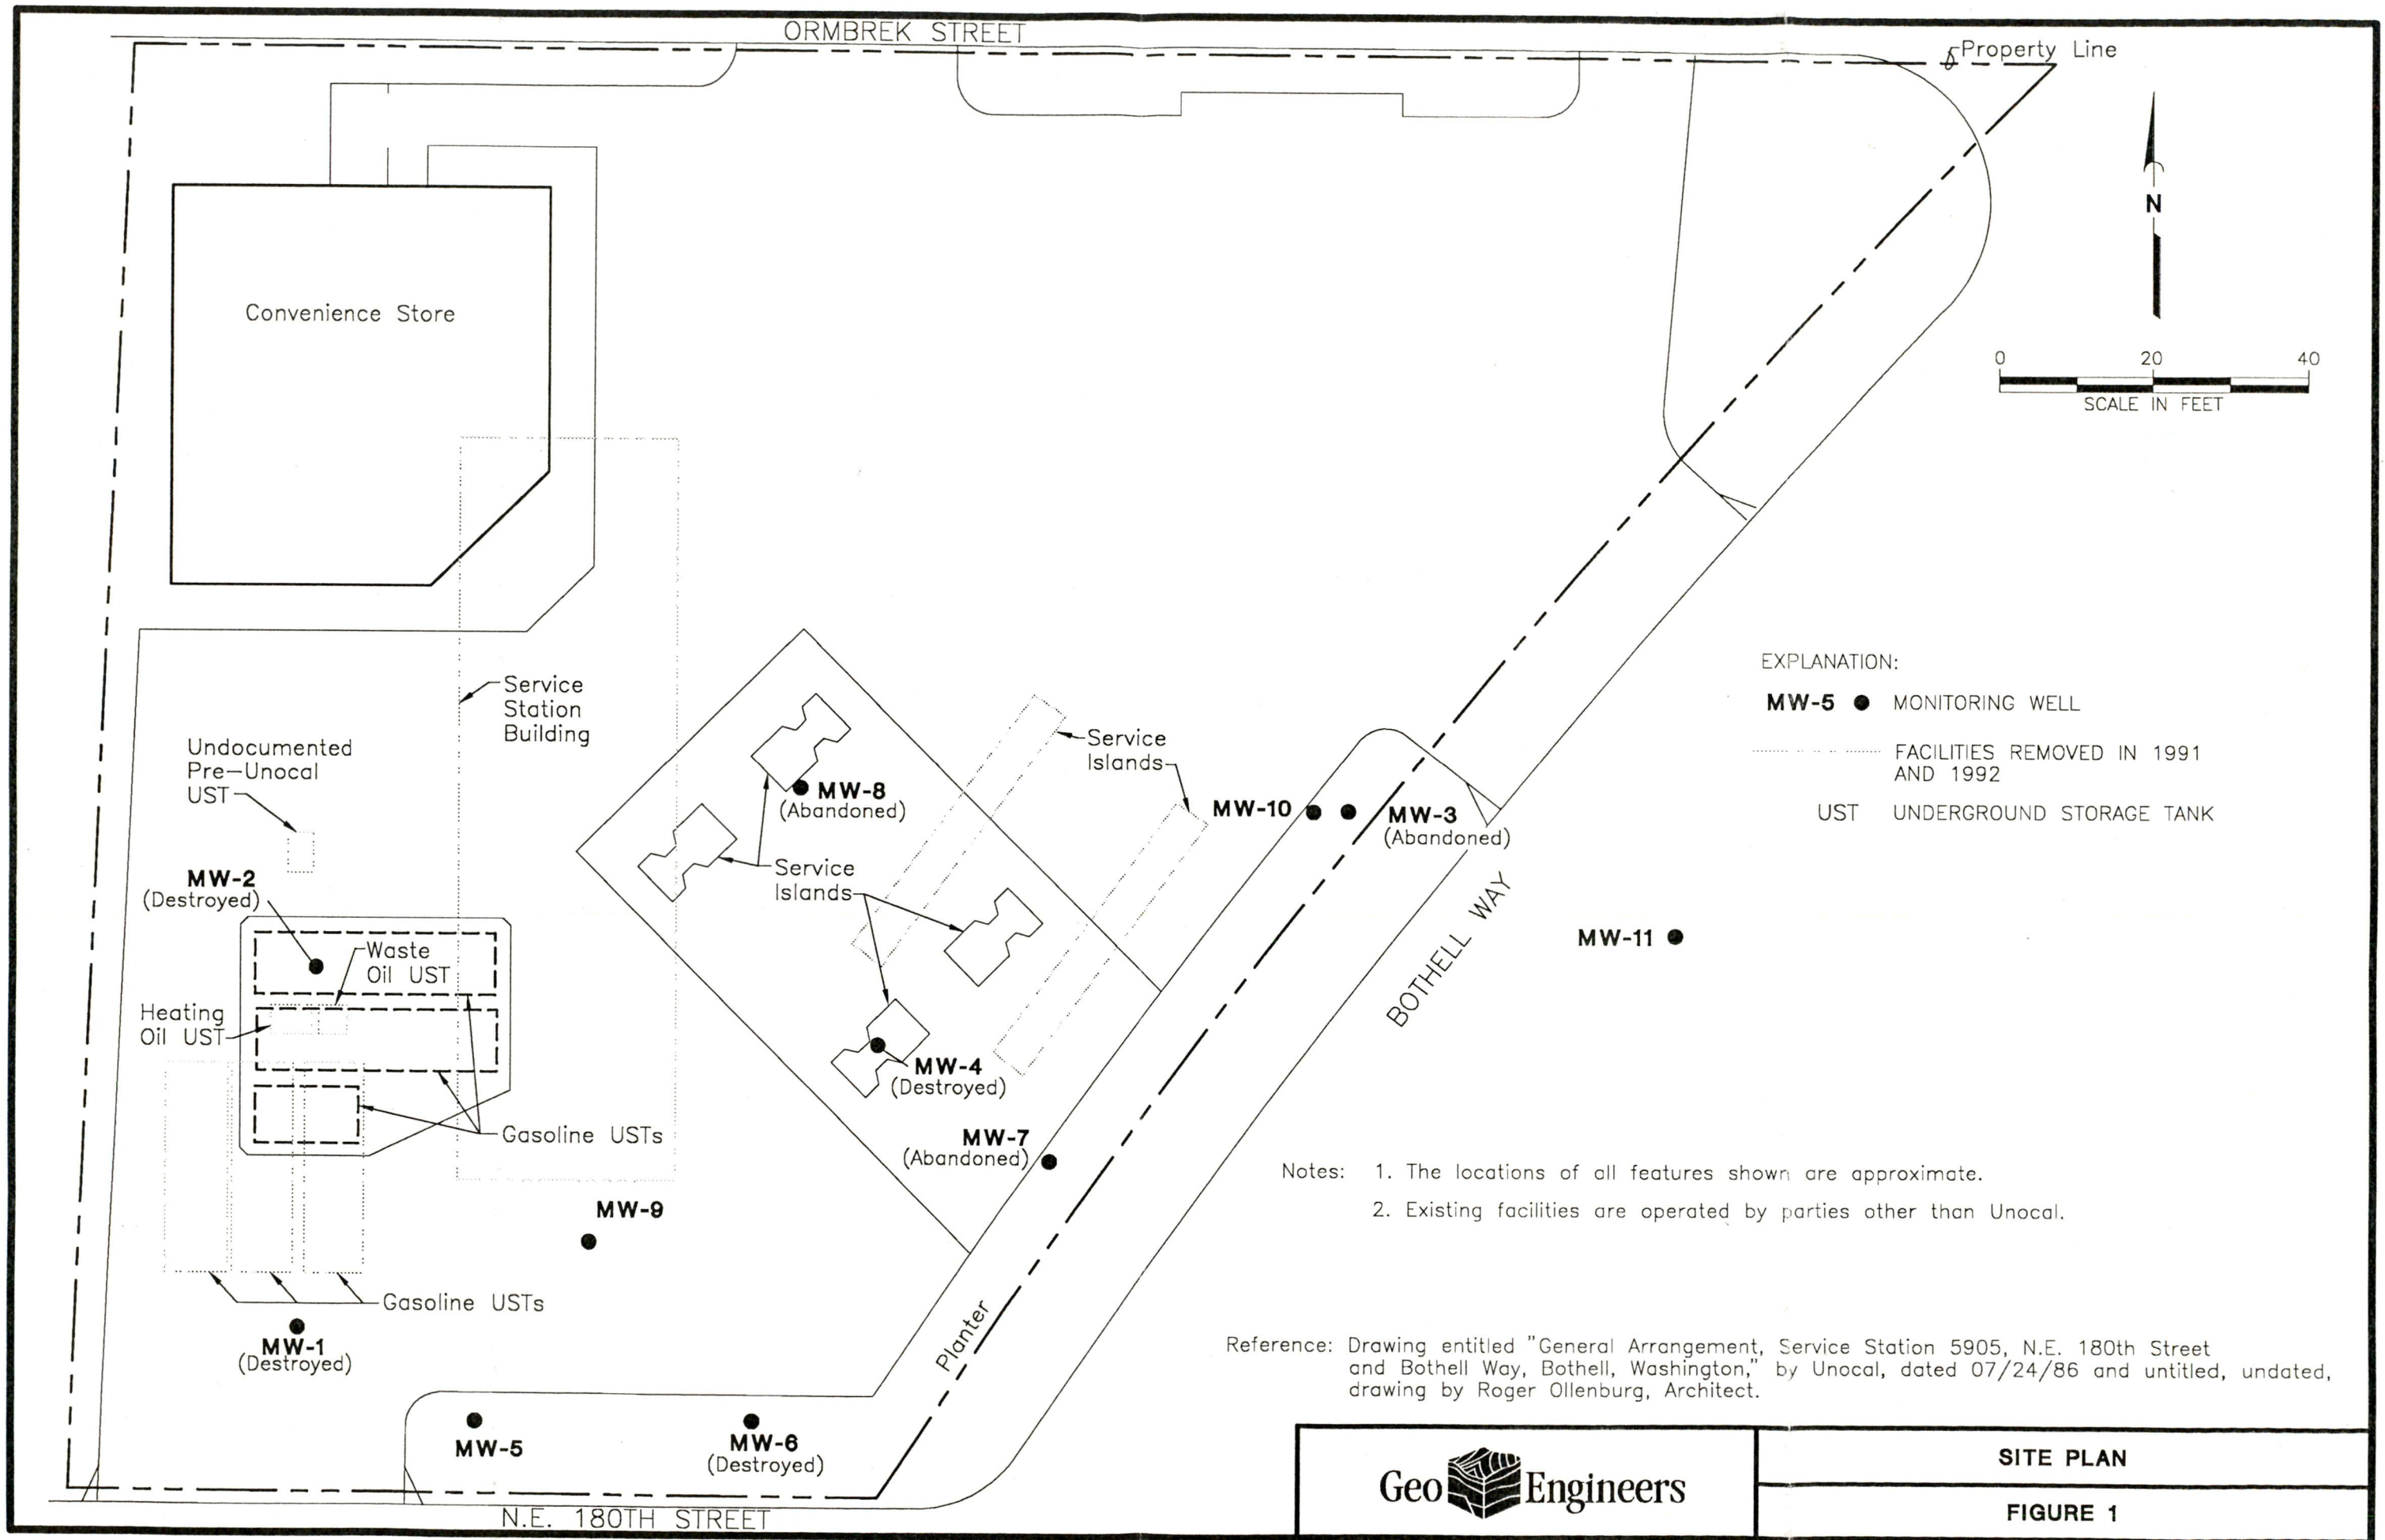 ORMBREK STREET
Property Line
N
0 20 40
SCALE IN FEET
Convenience Store
Service
Station
Building
Undocumented
Pre-Unocal
UST
MW-2
(Destroyed)
Waste
Oil UST
Heating
Oil UST
Gasoline USTs
MW-9
Gasoline USTs
MW-1
(Destroyed)
MW-5
MW-6
(Destroyed)
N.E. 180TH STREET
MW-8
(Abandoned)
Service
Islands
Service
Islands
MW-4
(Destroyed)
MW-7
(Abandoned)
MW-10
MW-3
(Abandoned)
MW-11
BOTHELL WAY
Planter
EXPLANATION:
MW-5 MONITORING WELL
FACILITIES REMOVED IN 1991
AND 1992
UST UNDERGROUND STORAGE TANK
Notes: 1. The locations of all features shown are approximate.
2. Existing facilities are operated by parties other than Unocal.
Reference: Drawing entitled "General Arrangement, Service Station 5905, N.E. 180th Street
and Bothell Way, Bothell, Washington," by Unocal, dated 07/24/86 and untitled, undated,
drawing by Roger Ollenburg, Architect.
Geo Engineers
SITE PLAN
FIGURE 1